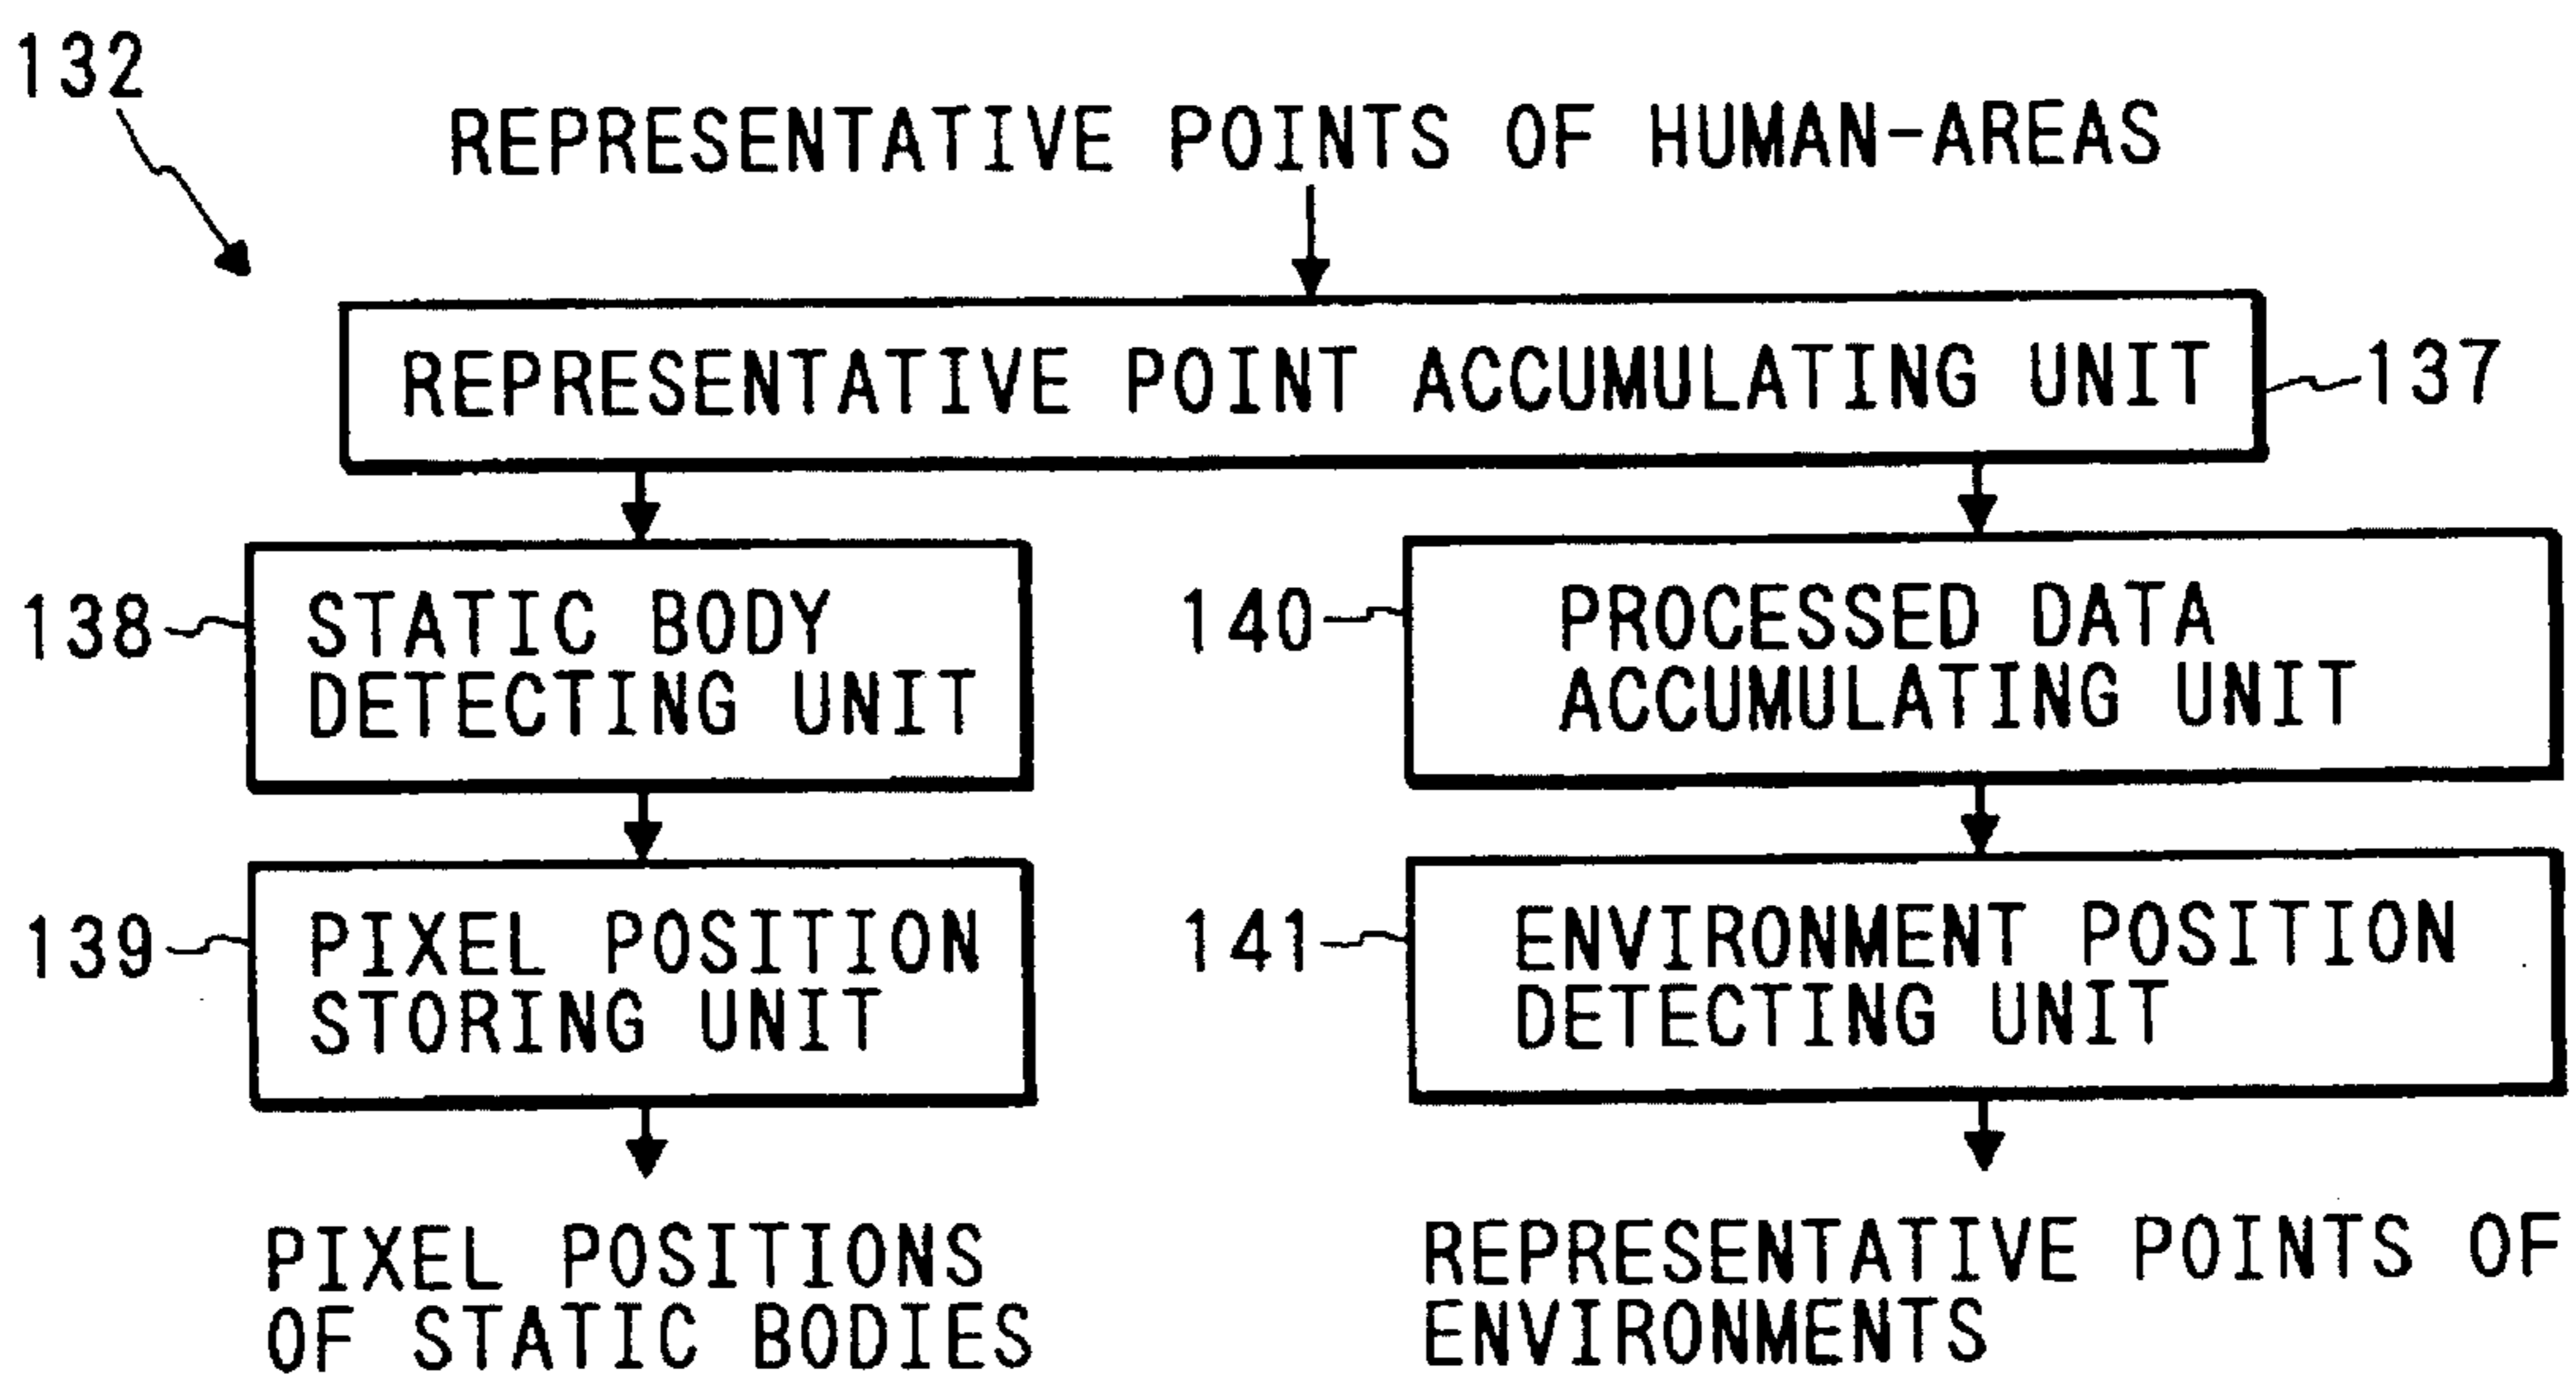 132
REPRESENTATIVE POINTS OF HUMAN-AREAS
REPRESENTATIVE POINT ACCUMULATING UNIT
137
138
STATIC BODY
DETECTING UNIT
140
PROCESSED DATA
ACCUMULATING UNIT
139
PIXEL POSITION
STORING UNIT
141
ENVIRONMENT POSITION
DETECTING UNIT
PIXEL POSITIONS
OF STATIC BODIES
REPRESENTATIVE POINTS OF
ENVIRONMENTS